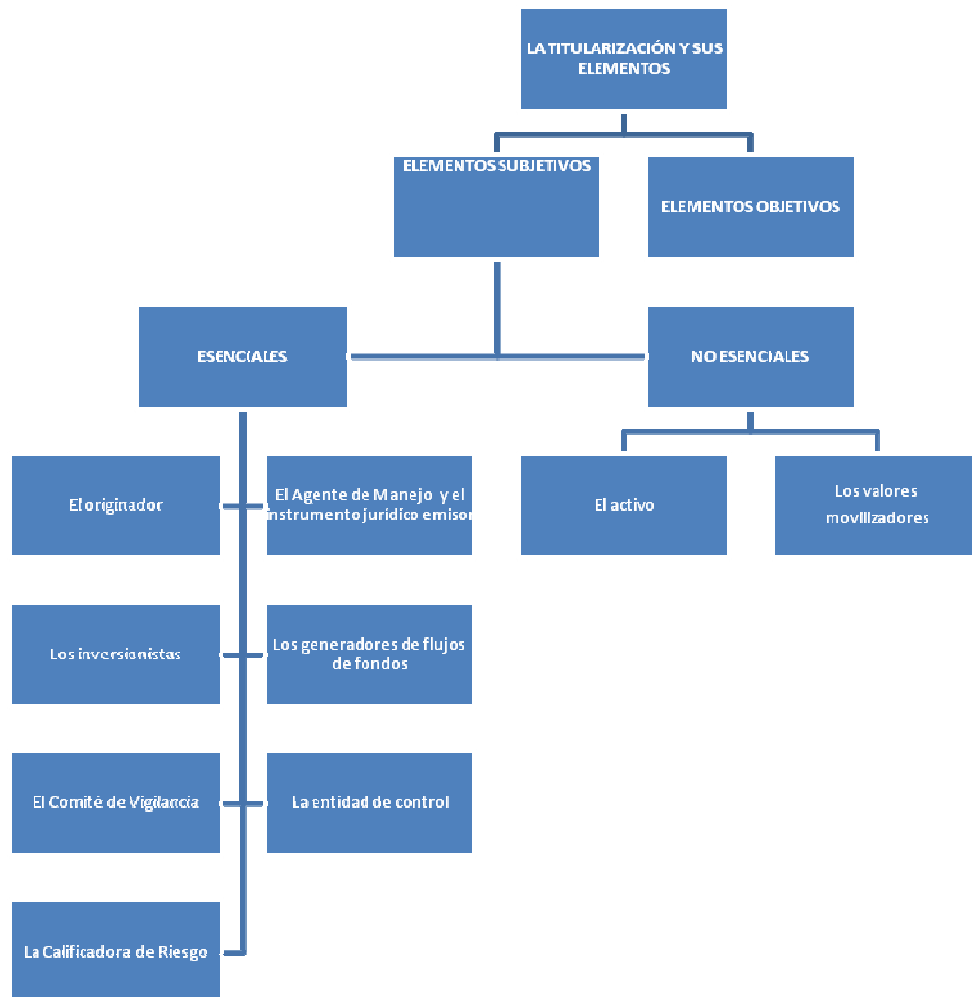 LA TITULARIZACIÓN Y SUS
ELEMENTOS
ELEMENTOS SUBJETIVOS
ELEMENTOS OBJETIVOS
ESENCIALES
NO ESENCIALES
El originador
El Agente de Manejo y el
instrumento jurídico emisor
El activo
Los valores
movilizadores
Los inversionistas
Los generadores de flujos
de fondos
El Comité de Vigilancia
La entidad de control
La Calificadora de Riesgo